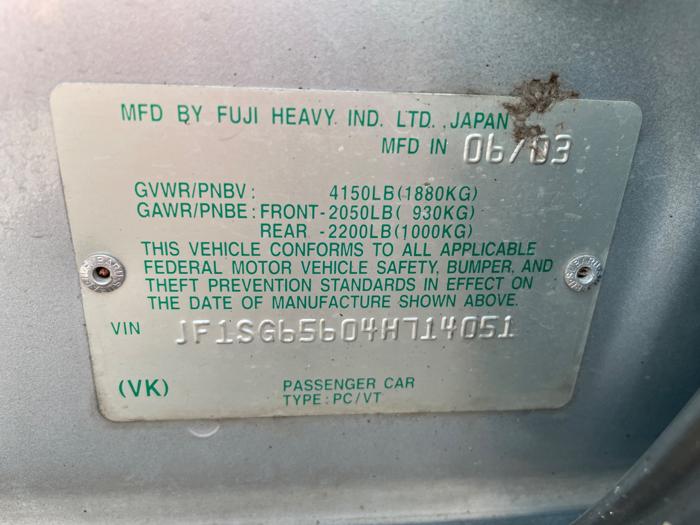 MFD BY FUJI HEAVY IND. LTD. JAPAN
MFD IN 06/03
GVWR/PNBV: 4150LB(1880KG)
GAWR/PNBE: FRONT-2050LB( 930KG)
REAR -2200LB(1000KG)
THIS VEHICLE CONFORMS TO ALL APPLICABLE
FEDERAL MOTOR VEHICLE SAFETY, BUMPER, AND
THEFT PREVENTION STANDARDS IN EFFECT ON
THE DATE OF MANUFACTURE SHOWN ABOVE.
VIN JF1SG65604H714051
(VK) PASSENGER CAR
TYPE: PC/VT